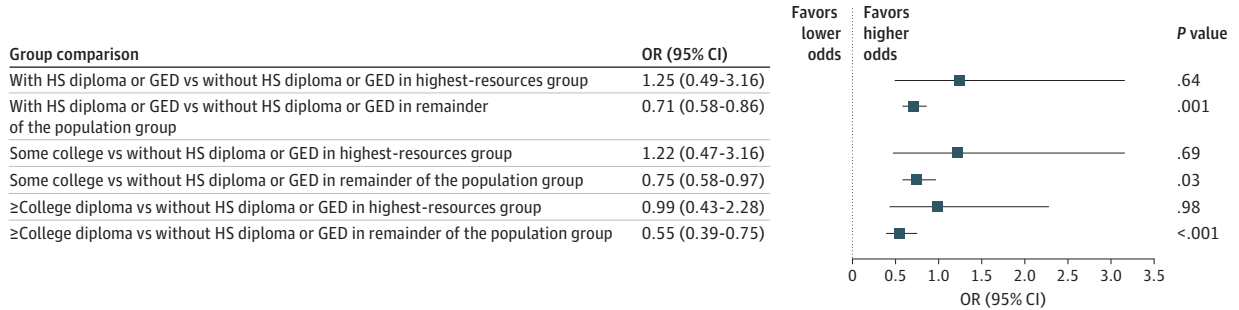 Favors lower odds
Favors higher odds
Group comparison OR (95% CI) P value
With HS diploma or GED vs without HS diploma or GED in highest-resources group 1.25 (0.49-3.16) .64
With HS diploma or GED vs without HS diploma or GED in remainder 0.71 (0.58-0.86) .001
of the population group
Some college vs without HS diploma or GED in highest-resources group 1.22 (0.47-3.16) .69
Some college vs without HS diploma or GED in remainder of the population group 0.75 (0.58-0.97) .03
≥College diploma vs without HS diploma or GED in highest-resources group 0.99 (0.43-2.28) .98
≥College diploma vs without HS diploma or GED in remainder of the population group 0.55 (0.39-0.75) <.001
0 0.5 1.0 1.5 2.0 2.5 3.0 3.5
OR (95% CI)